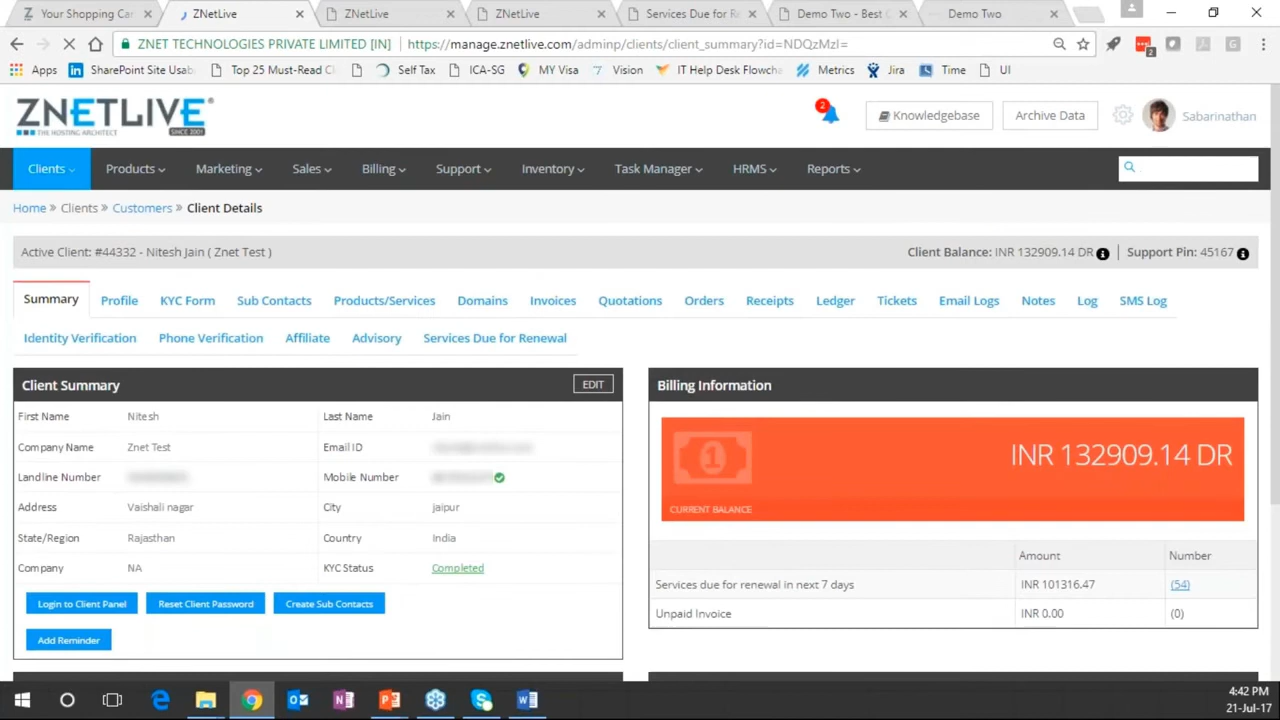 Your Shopping Car
ZNetLive
ZNetLive
ZNetLive
Services Due for Re
Demo Two - Best C
Demo Two
ZNET TECHNOLOGIES PRIVATE LIMITED [IN]
https://manage.znetlive.com/adminp/clients/client_summary?id=NDQzMzI=
2
Apps
SharePoint Site Usab
Top 25 Must-Read Cl
Self Tax
ICA-SG
MY Visa
Vision
IT Help Desk Flowcha
Metrics
Jira
Time
UI
ZNETLIVE®
THE HOSTING ARCHITECT
SINCE 2001
2
Knowledgebase
Archive Data
Sabarinathan
Clients
Products
Marketing
Sales
Billing
Support
Inventory
Task Manager
HRMS
Reports
Home » Clients » Customers » Client Details
Active Client: #44332 - Nitesh Jain ( Znet Test )
Client Balance: INR 132909.14 DR
Support Pin: 45167
Summary
Profile
KYC Form
Sub Contacts
Products/Services
Domains
Invoices
Quotations
Orders
Receipts
Ledger
Tickets
Email Logs
Notes
Log
SMS Log
Identity Verification
Phone Verification
Affiliate
Advisory
Services Due for Renewal
Client Summary
EDIT
First Name Nitesh Last Name Jain
Company Name Znet Test Email ID
Landline Number Mobile Number
Address Vaishali nagar City jaipur
State/Region Rajasthan Country India
Company NA KYC Status Completed
Login to Client Panel
Reset Client Password
Create Sub Contacts
Add Reminder
Billing Information
INR 132909.14 DR
CURRENT BALANCE
Amount Number
Services due for renewal in next 7 days INR 101316.47 (54)
Unpaid Invoice INR 0.00 (0)
4:42 PM
21-Jul-17